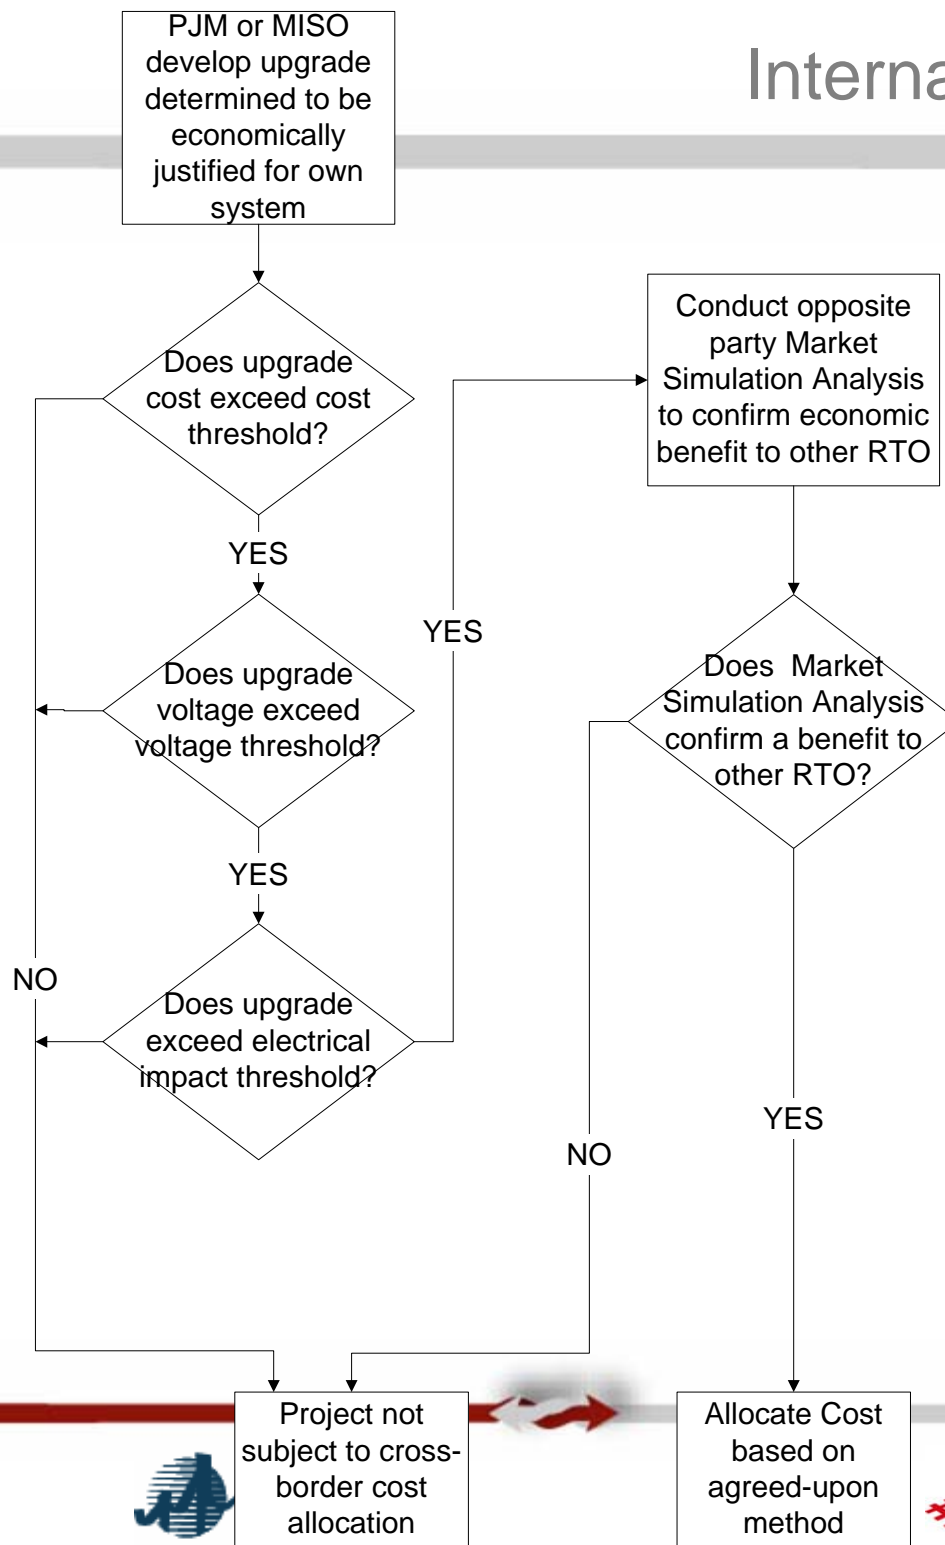 Interna
PJM or MISO
develop upgrade
determined to be
economically
justified for own
system
Does upgrade
cost exceed cost
threshold?
YES
Does upgrade
voltage exceed
voltage threshold?
YES
Does upgrade
exceed electrical
impact threshold?
NO
YES
Conduct opposite
party Market
Simulation Analysis
to confirm economic
benefit to other RTO
Does Market
Simulation Analysis
confirm a benefit to
other RTO?
NO
YES
Project not
subject to cross-
border cost
allocation
Allocate Cost
based on
agreed-upon
method